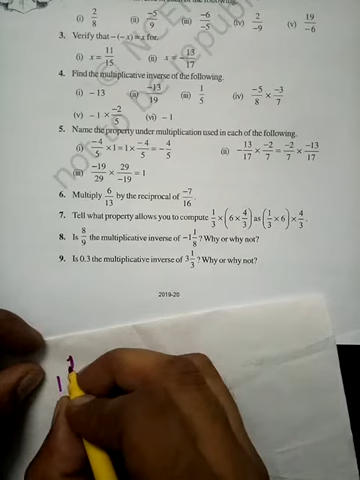 (i) 2/8 (ii) -5/9 (iii) -6/-5 (iv) 2/-9 (v) 19/-6
3. Verify that –(–x) = x for.
(i) x = 11/15 (ii) x = -13/17
4. Find the multiplicative inverse of the following.
(i) –13 (ii) -13/19 (iii) 1/5 (iv) -5/8 × -3/7
(v) –1 × -2/5 (vi) –1
5. Name the property under multiplication used in each of the following.
(i) -4/5 × 1 = 1 × -4/5 = -4/5 (ii) -13/17 × -2/7 = -2/7 × -13/17
(iii) -19/29 × 29/-19 = 1
6. Multiply 6/13 by the reciprocal of -7/16.
7. Tell what property allows you to compute 1/3 × (6 × 4/3) as (1/3 × 6) × 4/3.
8. Is 8/9 the multiplicative inverse of -1 1/8? Why or why not?
9. Is 0.3 the multiplicative inverse of 3 1/3? Why or why not?
2019-20